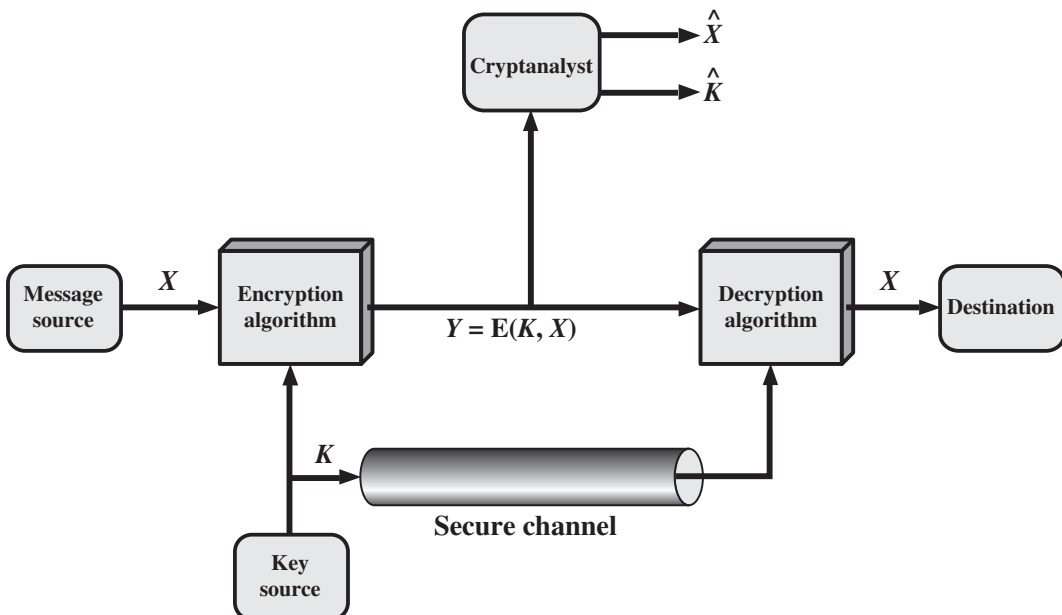 X̂
Cryptanalyst
K̂
Message
source
X
Encryption
algorithm
Y = E(K, X)
Decryption
algorithm
X
Destination
K
Secure channel
Key
source